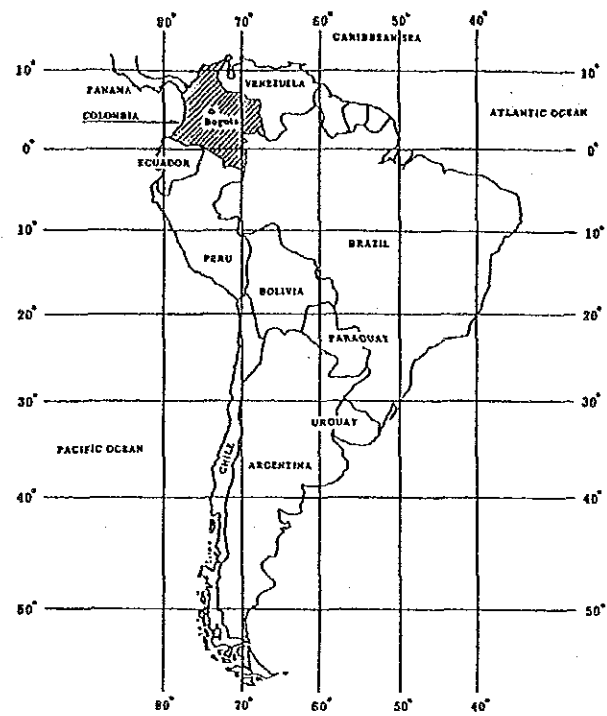 80° 70° 60° 50° 40°
CARIBBEAN SEA
10° 10°
VENEZUELA
PANAMA
ATLANTIC OCEAN
COLOMBIA
Bogotá
0° 0°
ECUADOR
10° 10°
BRAZIL
PERU
BOLIVIA
20° 20°
PARAGUAY
30° 30°
URUGUAY
PACIFIC OCEAN
CHILE
ARGENTINA
40° 40°
50° 50°
80° 70° 60° 50° 40°